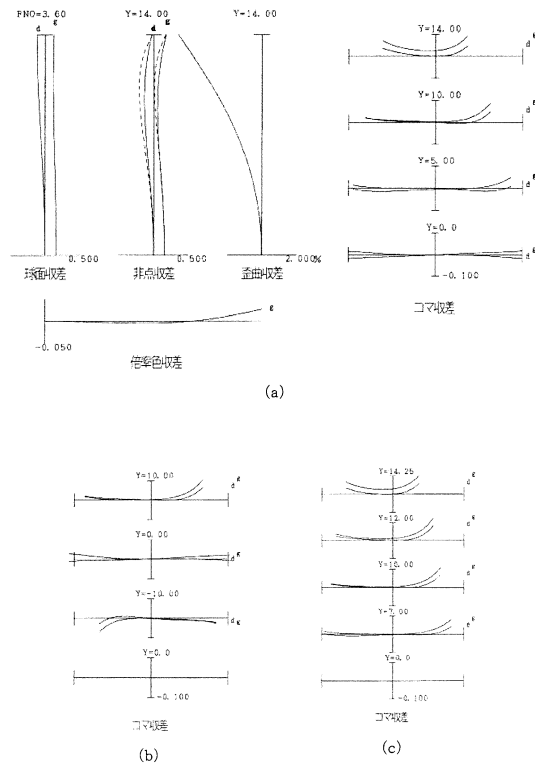 FNO=3.60
d g
0.500
球面収差
Y=14.00
d g
0.500
非点収差
Y=14.00
2.000%
歪曲収差
g
-0.050
倍率色収差
Y=14.00
d g
Y=10.00
d g
Y=5.00
d g
Y=0.0
d g
-0.100
コマ収差
(a)
Y=10.00
d g
Y=0.00
d g
Y=-10.00
d g
Y=0.0
-0.100
コマ収差
(b)
Y=14.25
d g
Y=12.00
d g
Y=10.00
d g
Y=7.00
g
Y=0.0
-0.100
コマ収差
(c)